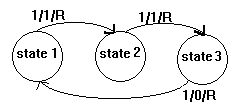 1/1/R
1/1/R
state 1
state 2
state 3
1/0/R